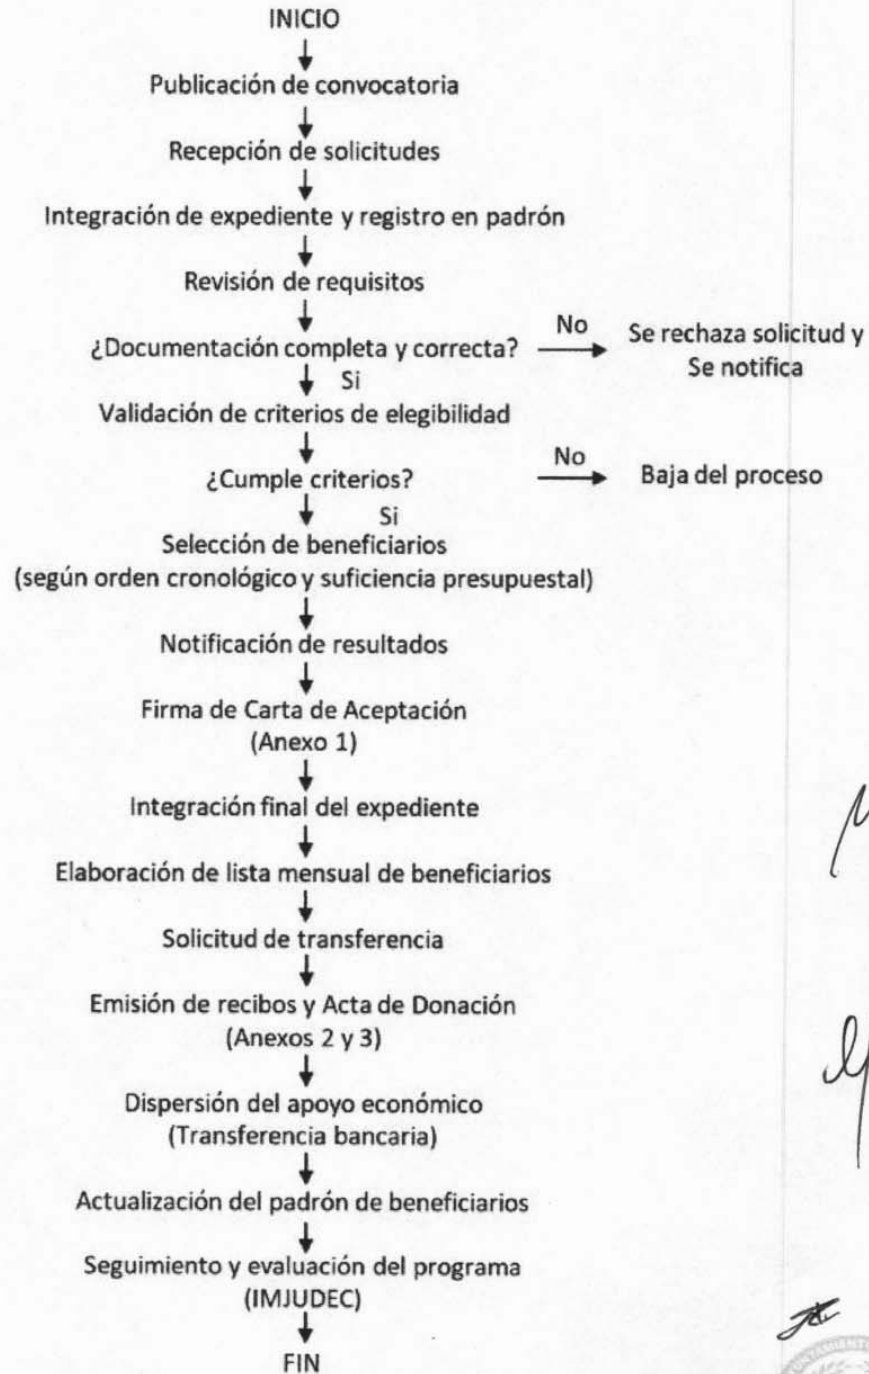 INICIO
Publicación de convocatoria
Recepción de solicitudes
Integración de expediente y registro en padrón
Revisión de requisitos
¿Documentación completa y correcta?
No
Se rechaza solicitud y
Se notifica
Si
Validación de criterios de elegibilidad
¿Cumple criterios?
No
Baja del proceso
Si
Selección de beneficiarios
(según orden cronológico y suficiencia presupuestal)
Notificación de resultados
Firma de Carta de Aceptación
(Anexo 1)
Integración final del expediente
Elaboración de lista mensual de beneficiarios
Solicitud de transferencia
Emisión de recibos y Acta de Donación
(Anexos 2 y 3)
Dispersión del apoyo económico
(Transferencia bancaria)
Actualización del padrón de beneficiarios
Seguimiento y evaluación del programa
(IMJUDEC)
FIN